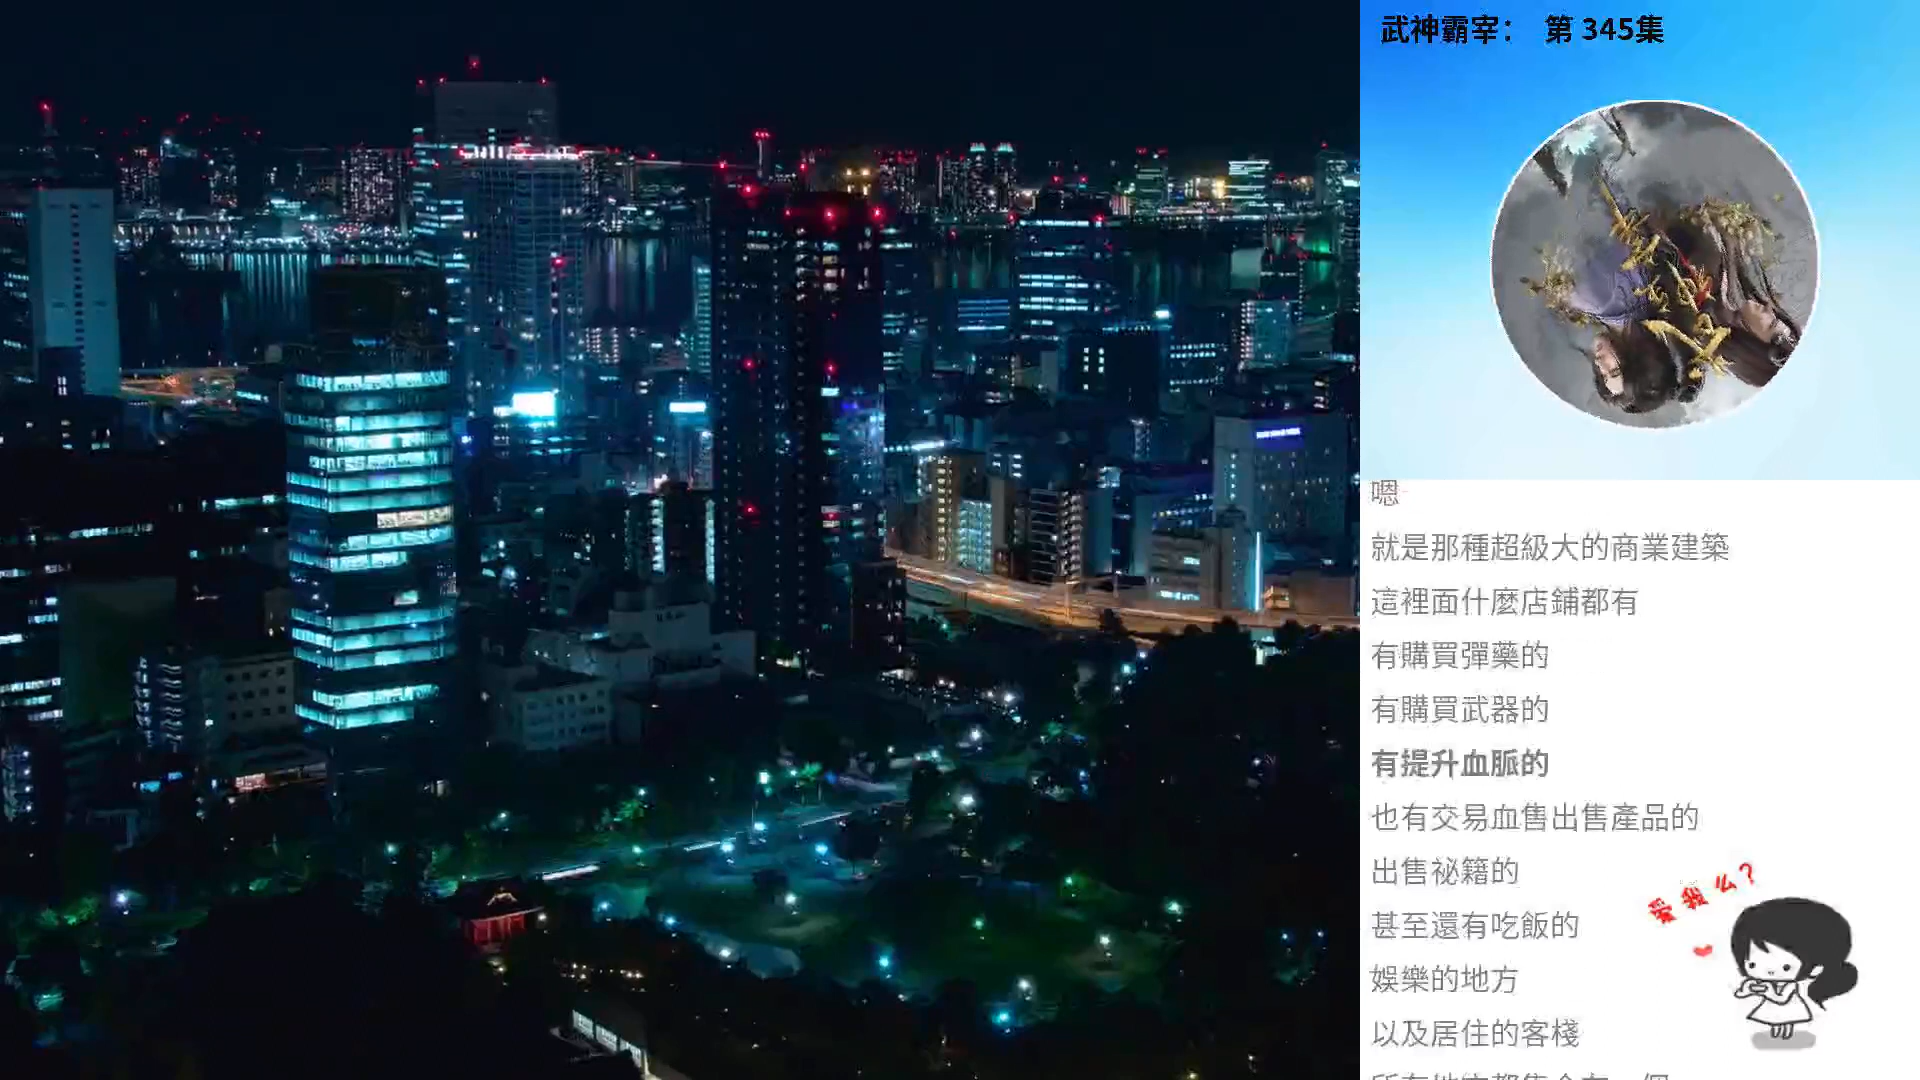 武神霸宰： 第 345集
嗯
就是那種超級大的商業建築
這裡面什麼店鋪都有
有購買彈藥的
有購買武器的
有提升血脈的
也有交易血售出售產品的
出售祕籍的
甚至還有吃飯的
娛樂的地方
以及居住的客棧
爱我么？